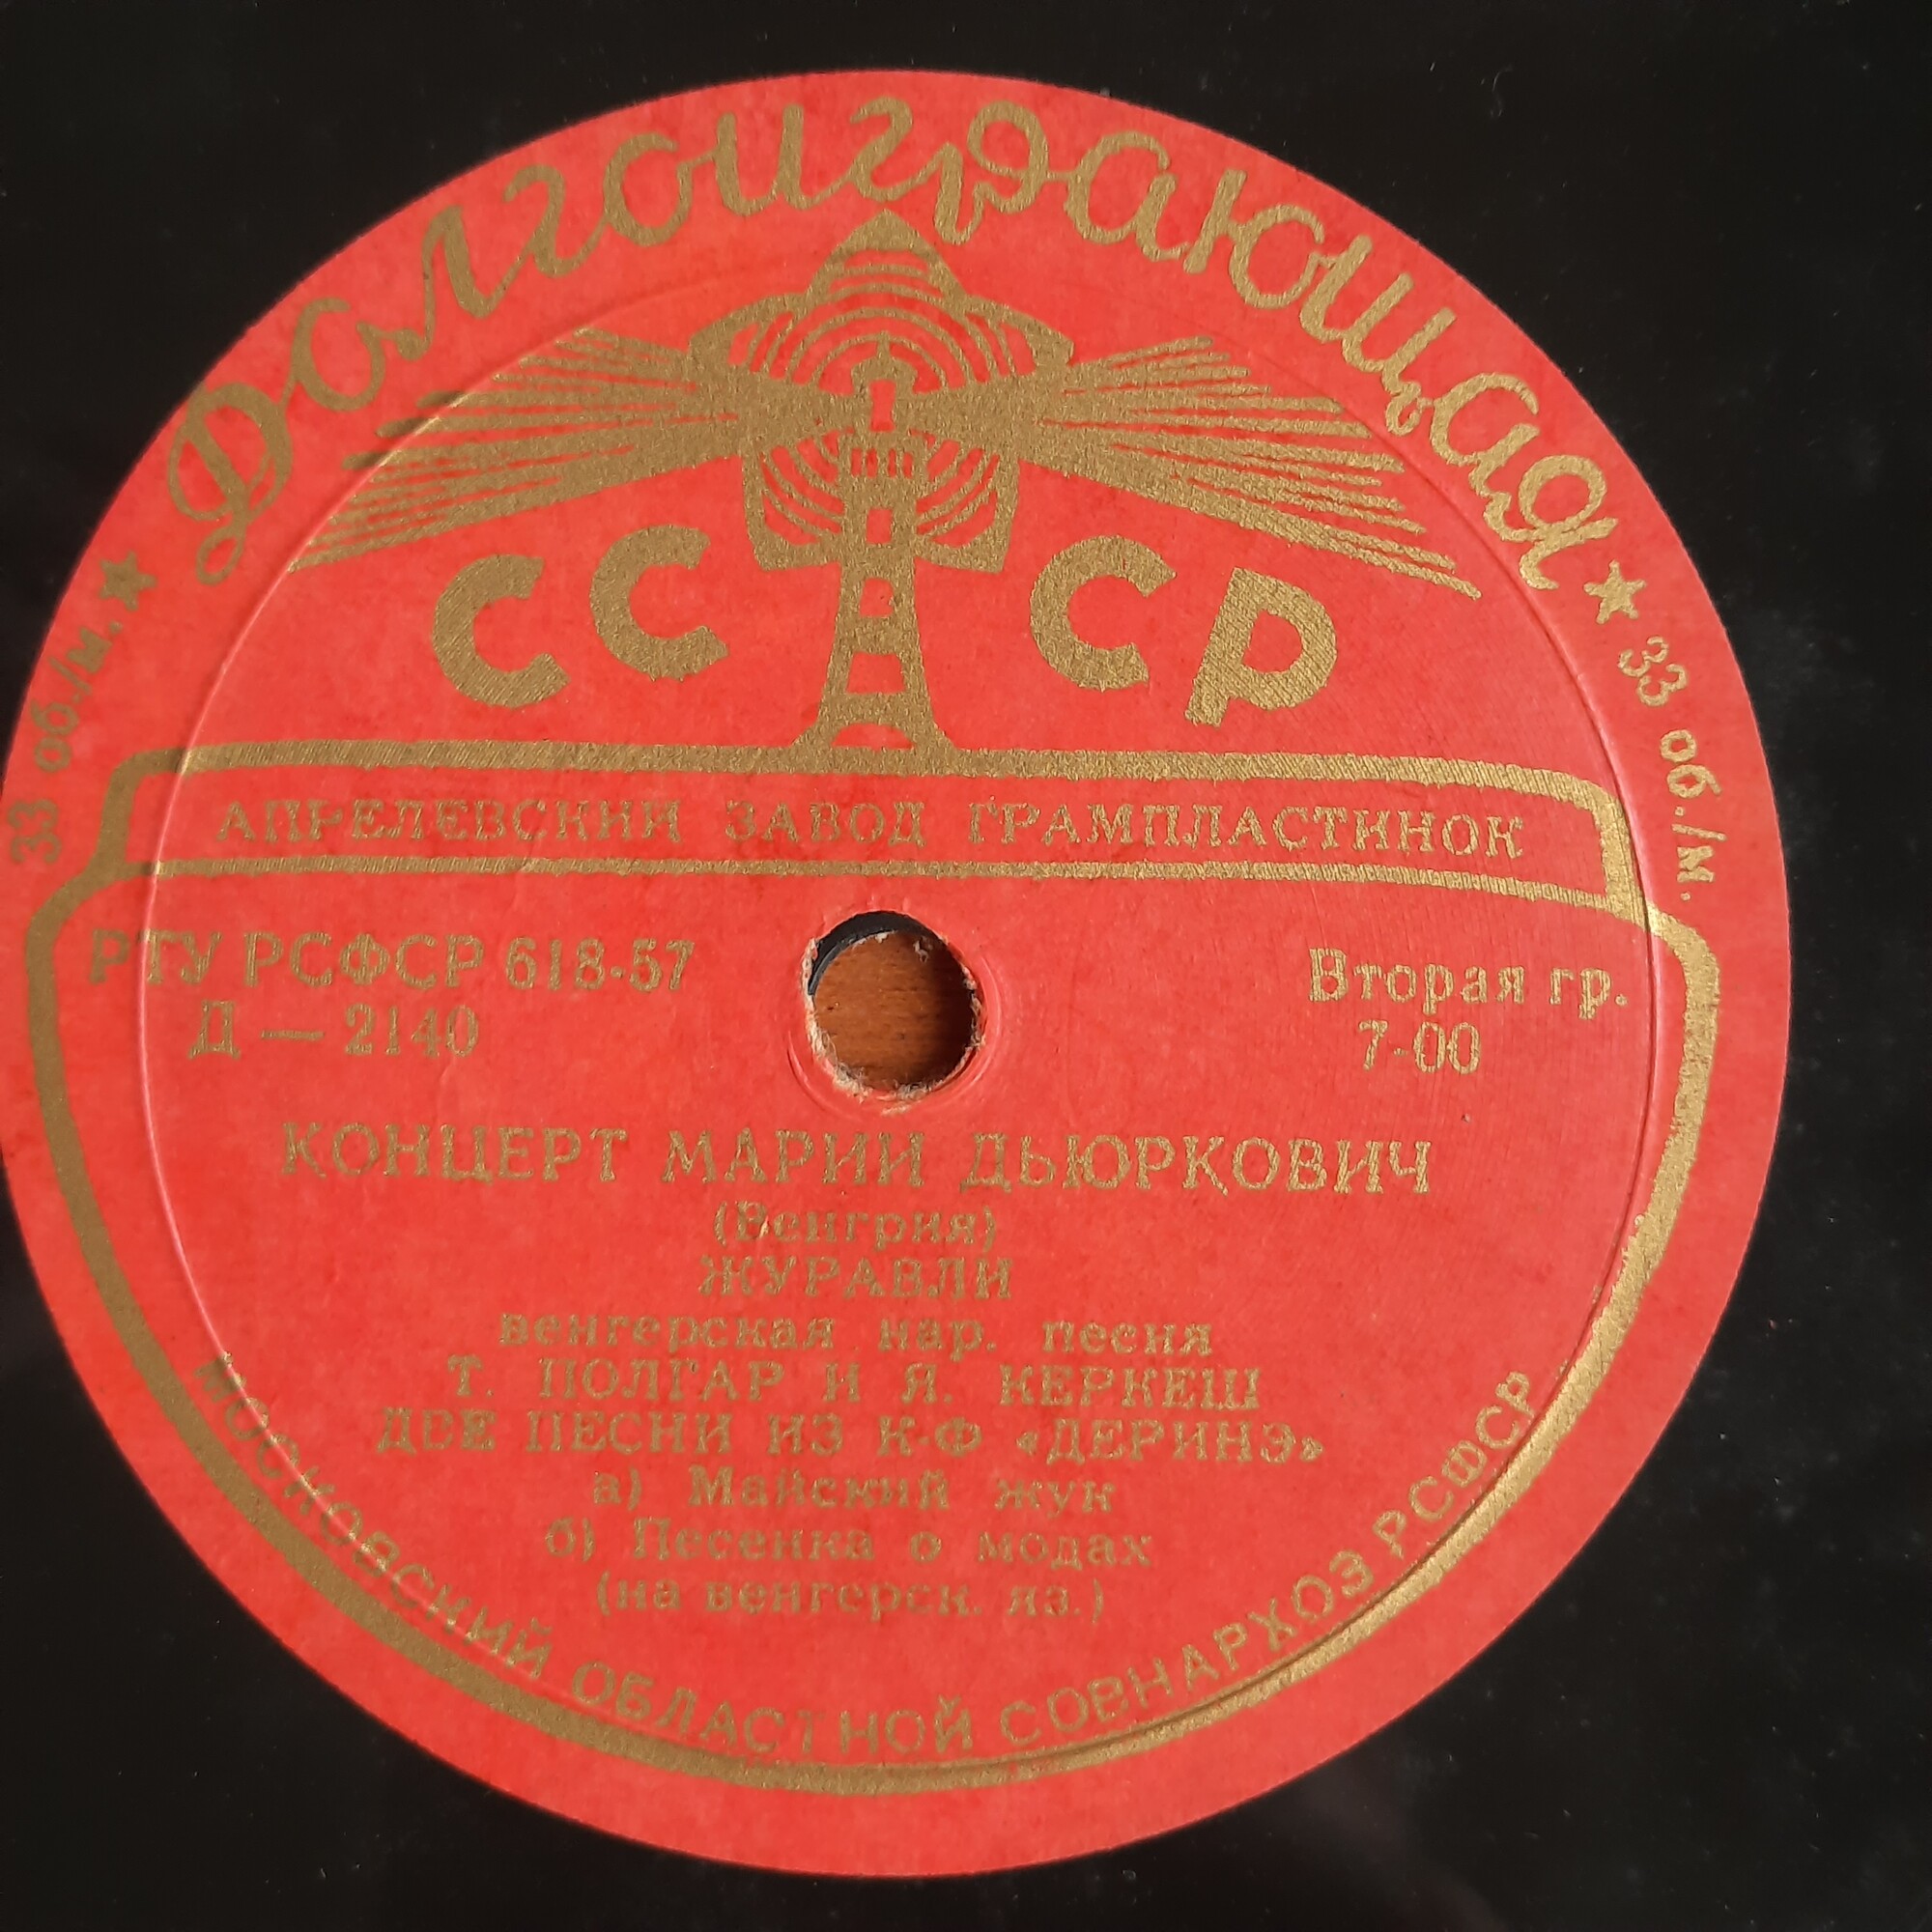 Долгоиграющая
33 об./м. ★
★ 33 об./м.
СССР
АПРЕЛЕВСКИЙ ЗАВОД ГРАМПЛАСТИНОК
РТУ РСФСР 618-57
Вторая гр.
Д — 2140
7-00
КОНЦЕРТ МАРИИ ДЬЮРКОВИЧ
(Венгрия)
ЖУРАВЛИ
венгерская нар. песня
Т. ПОЛГАР И Я. КЕРКЕШ
ДВЕ ПЕСНИ ИЗ К-Ф «ДЕРИНЭ»
а) Майский жук
б) Песенка о модах
(на венгерск. яз.)
МОСКОВСКИЙ ОБЛАСТНОЙ СОВНАРХОЗ РСФСР